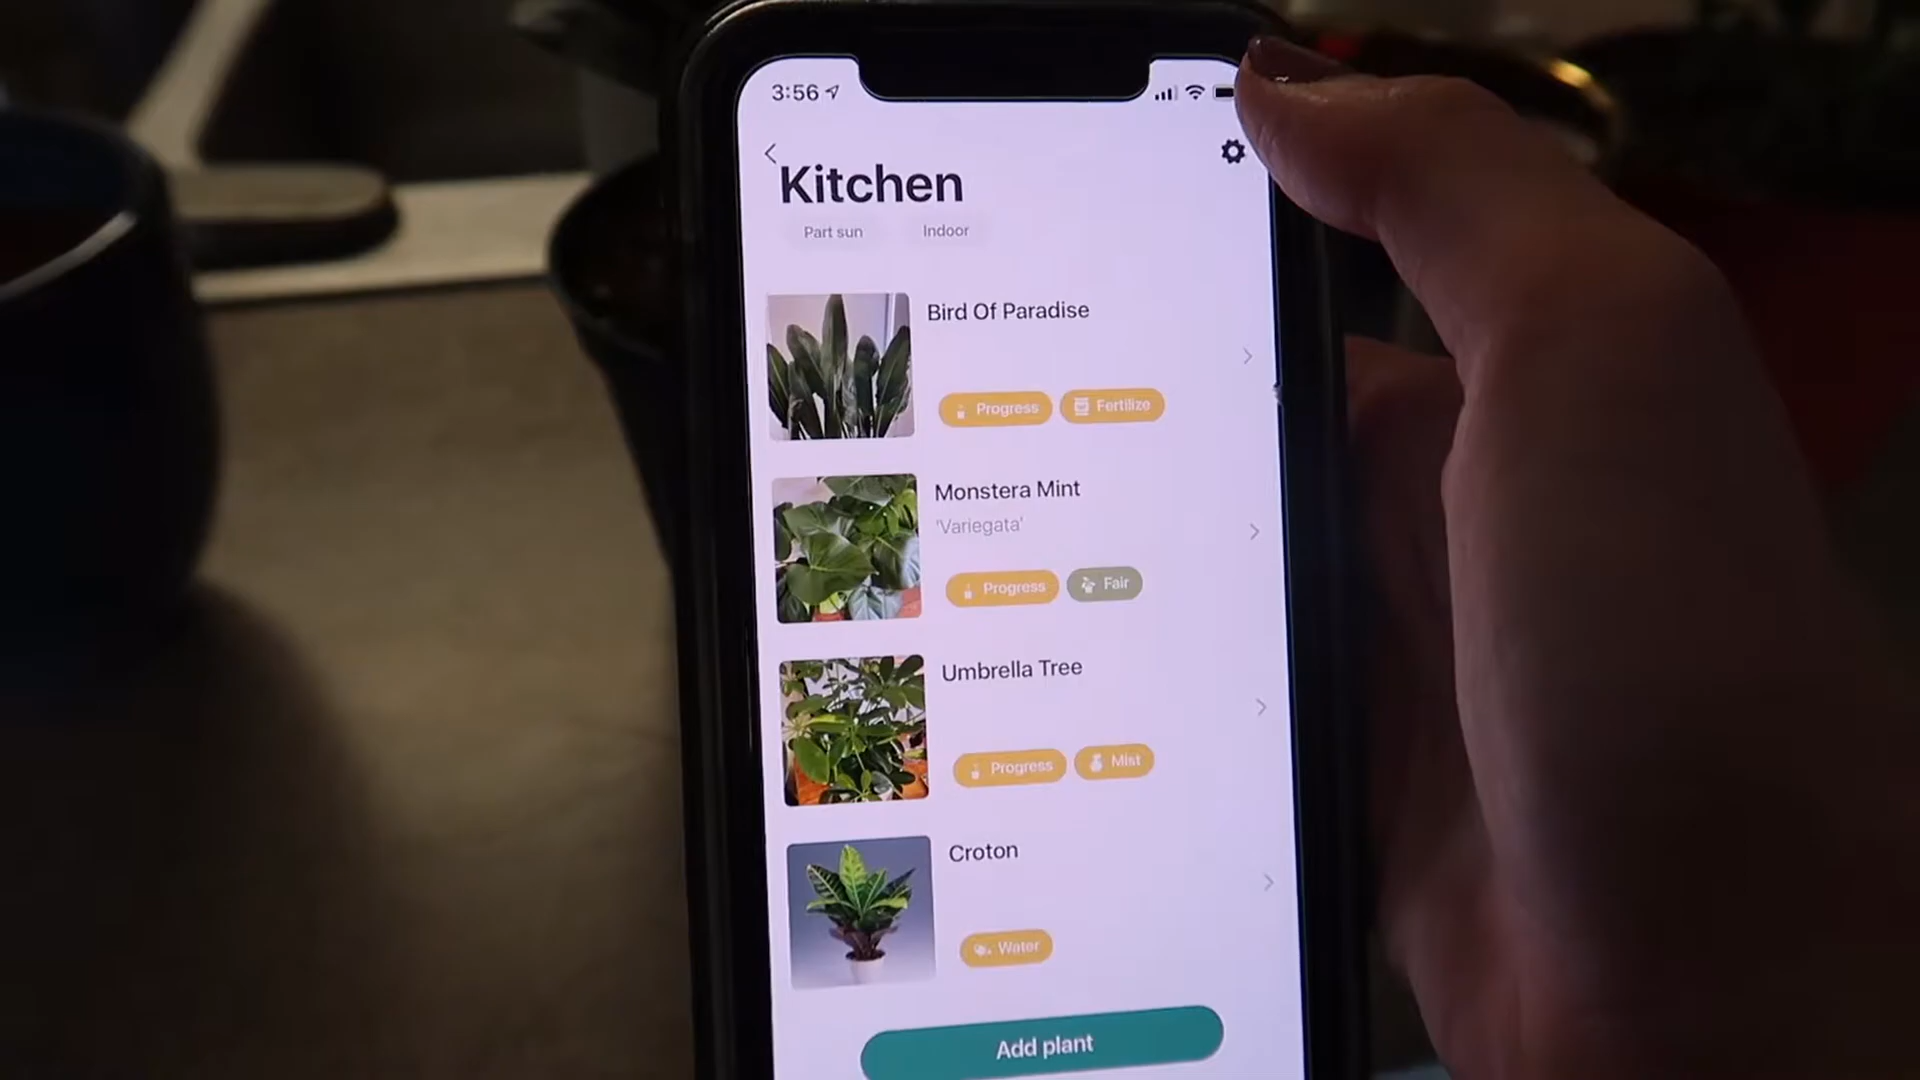 3:56
Kitchen
Part sun Indoor
Bird Of Paradise
Progress Fertilize
Monstera Mint
'Variegata'
Progress Fair
Umbrella Tree
Progress Mist
Croton
Water
Add plant